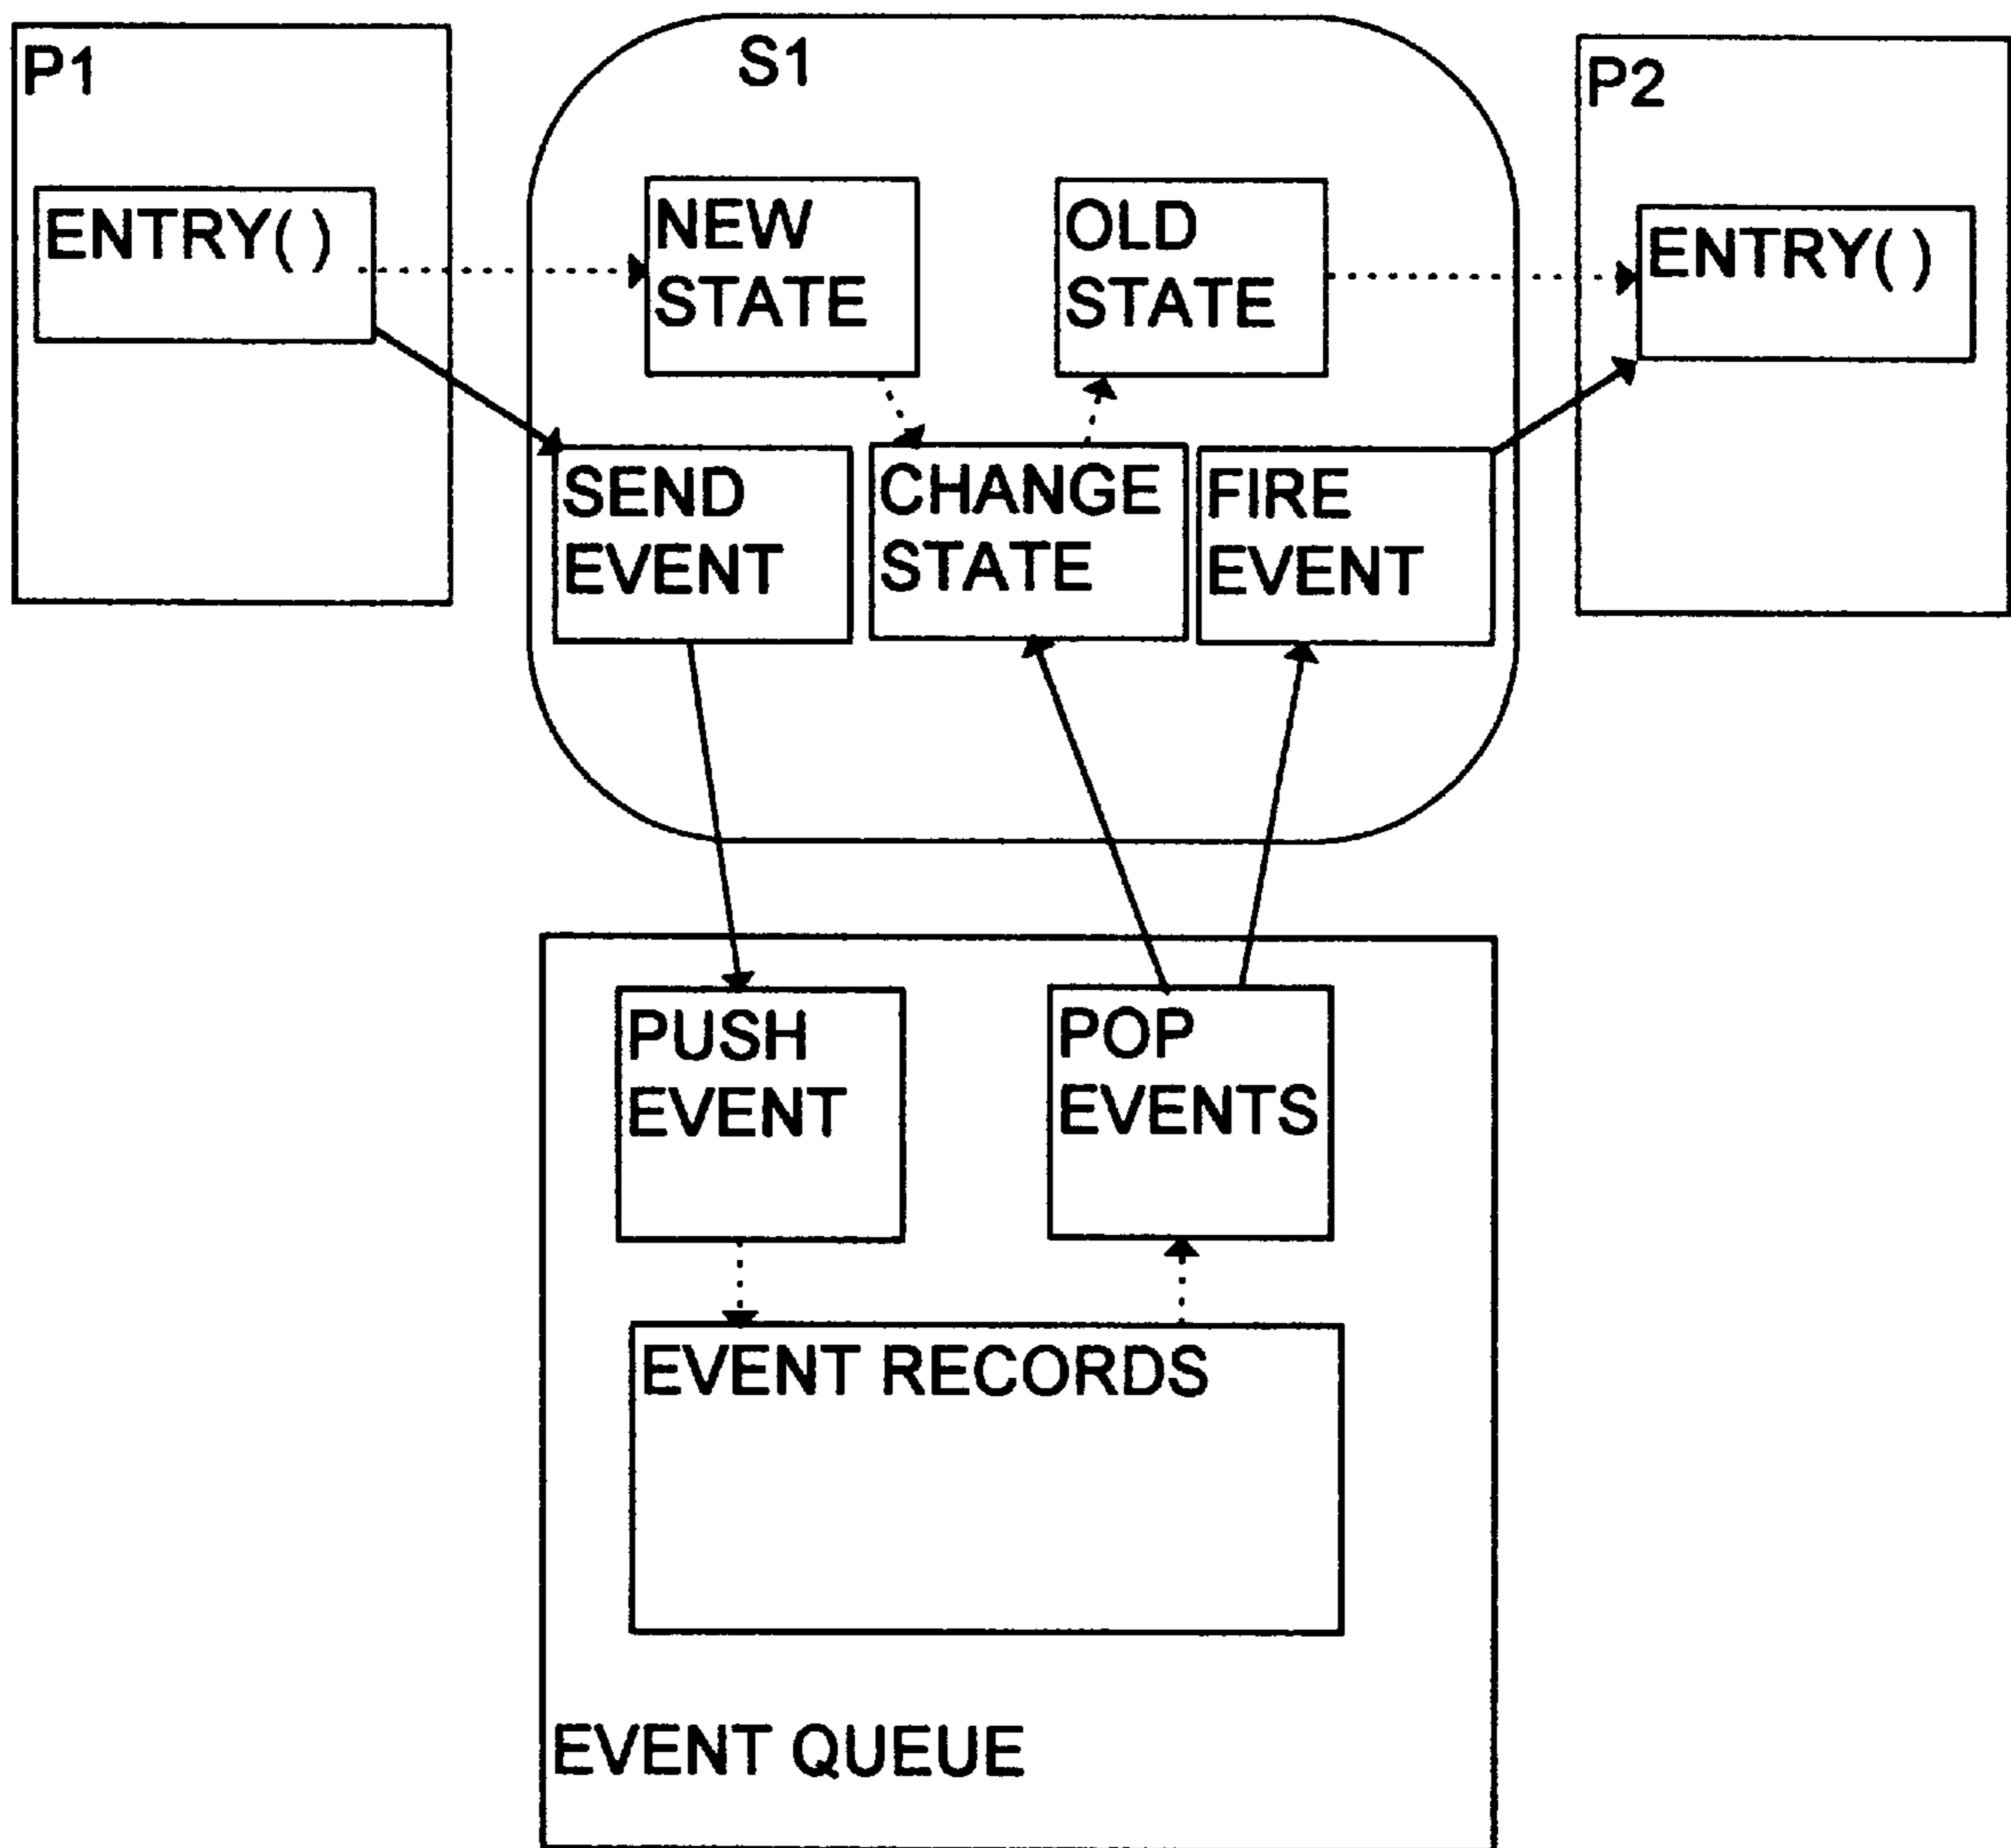 P1
S1
P2
ENTRY( )
NEW
STATE
OLD
STATE
ENTRY( )
SEND
EVENT
CHANGE
STATE
FIRE
EVENT
PUSH
EVENT
POP
EVENTS
EVENT RECORDS
EVENT QUEUE